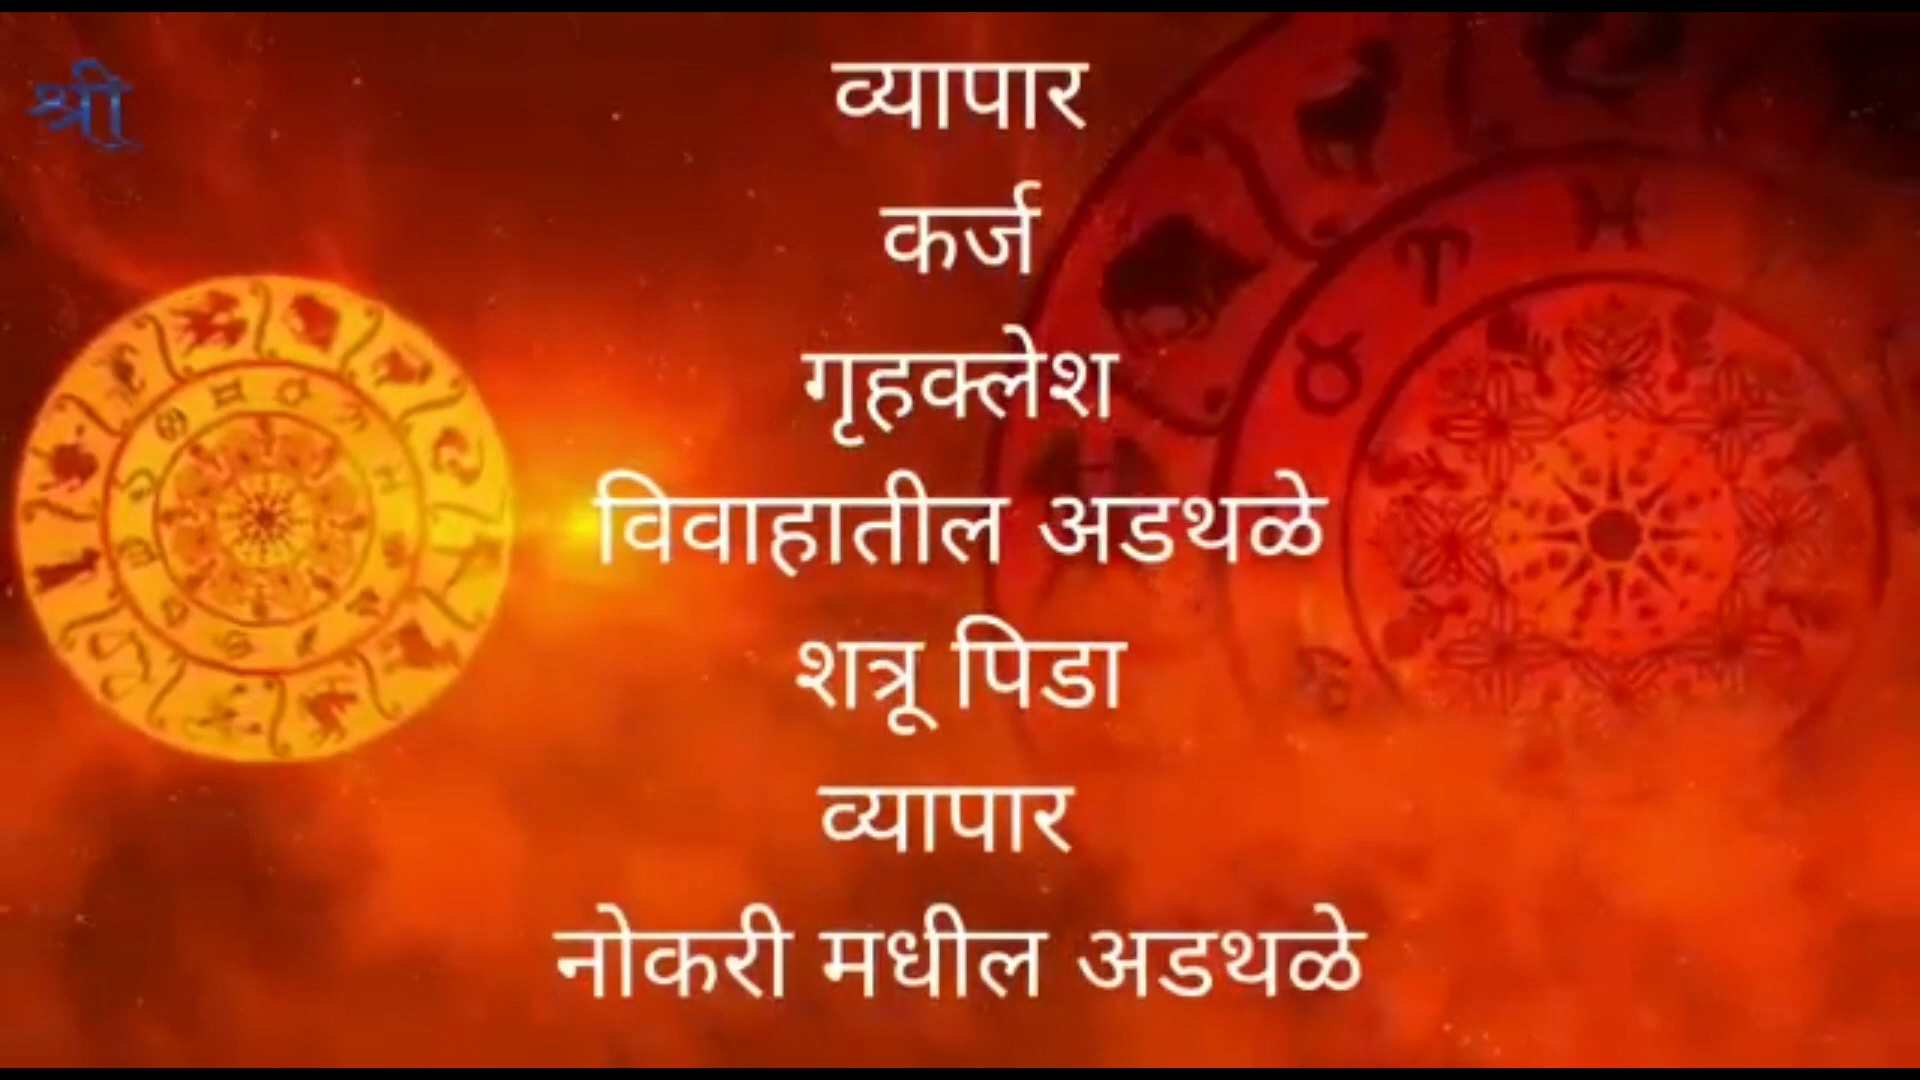 श्री
व्यापार
कर्ज
गृहक्लेश
विवाहातील अडथळे
शत्रू पिडा
व्यापार
नोकरी मधील अडथळे